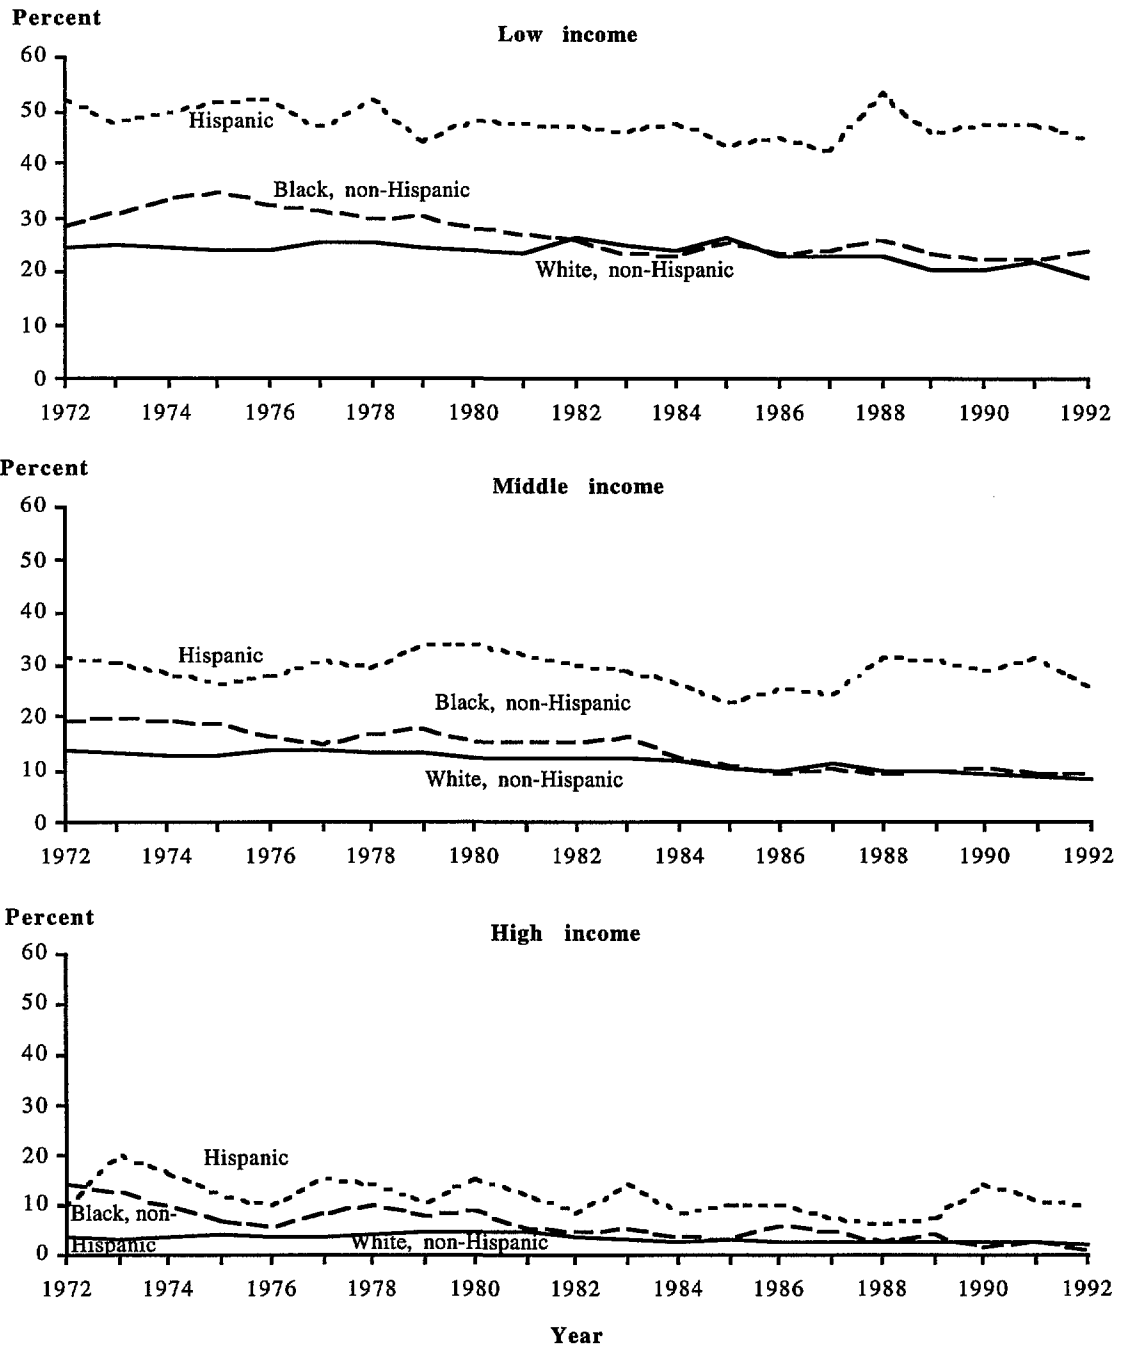 Percent
Low income
60
50
Hispanic
40
Black, non-Hispanic
30
White, non-Hispanic
20
10
0
1972 1974 1976 1978 1980 1982 1984 1986 1988 1990 1992
Percent
Middle income
60
50
40
Hispanic
30
Black, non-Hispanic
20
10
White, non-Hispanic
0
1972 1974 1976 1978 1980 1982 1984 1986 1988 1990 1992
Percent
High income
60
50
40
30
20
Hispanic
10
Black, non-
Hispanic
White, non-Hispanic
0
1972 1974 1976 1978 1980 1982 1984 1986 1988 1990 1992
Year